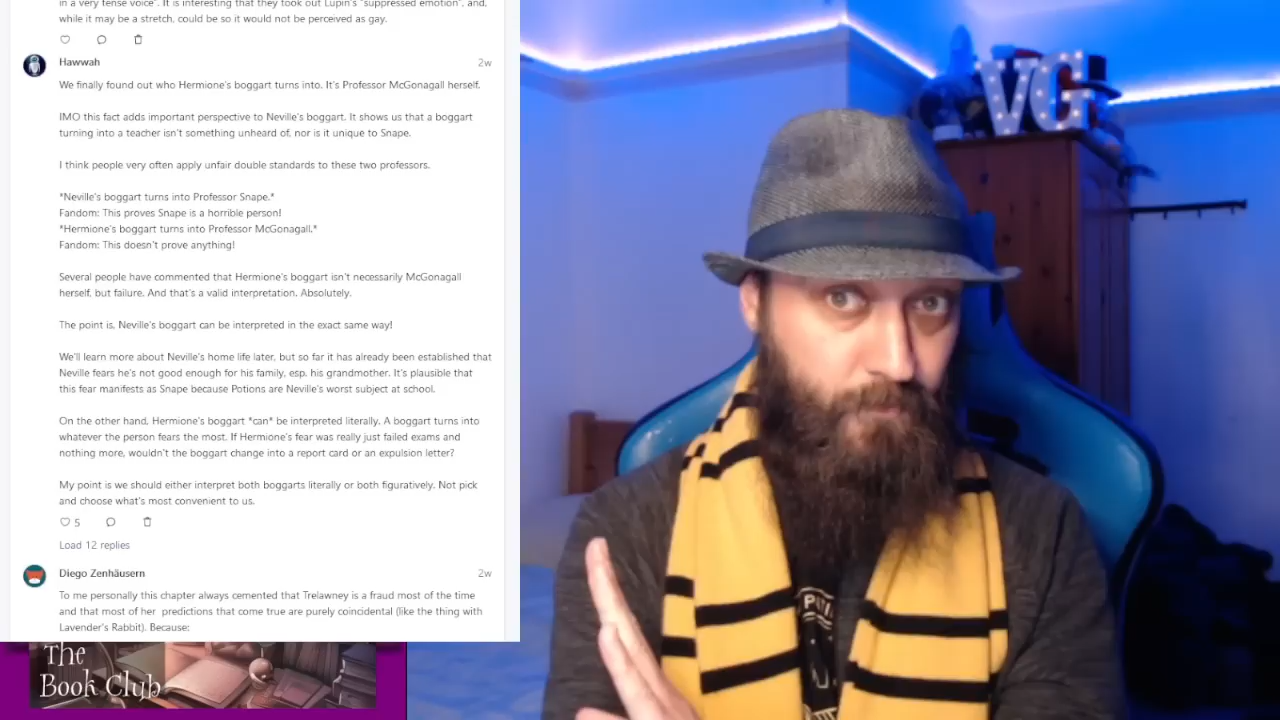 in a very tense voice". It is interesting that they took out Lupin's "suppressed emotion", and,
while it may be a stretch, could be so it would not be perceived as gay.
Hawwah
2w
We finally found out who Hermione's boggart turns into. It's Professor McGonagall herself.
IMO this fact adds important perspective to Neville's boggart. It shows us that a boggart
turning into a teacher isn't something unheard of, nor is it unique to Snape.
I think people very often apply unfair double standards to these two professors.
*Neville's boggart turns into Professor Snape.*
Fandom: This proves Snape is a horrible person!
*Hermione's boggart turns into Professor McGonagall.*
Fandom: This doesn't prove anything!
Several people have commented that Hermione's boggart isn't necessarily McGonagall
herself, but failure. And that's a valid interpretation. Absolutely.
The point is, Neville's boggart can be interpreted in the exact same way!
We'll learn more about Neville's home life later, but so far it has already been established that
Neville fears he's not good enough for his family, esp. his grandmother. It's plausible that
this fear manifests as Snape because Potions are Neville's worst subject at school.
On the other hand, Hermione's boggart *can* be interpreted literally. A boggart turns into
whatever the person fears the most. If Hermione's fear was really just failed exams and
nothing more, wouldn't the boggart change into a report card or an expulsion letter?
My point is we should either interpret both boggarts literally or both figuratively. Not pick
and choose what's most convenient to us.
5
Load 12 replies
Diego Zenhäusern
2w
To me personally this chapter always cemented that Trelawney is a fraud most of the time
and that most of her predictions that come true are purely coincidental (like the thing with
Lavender's Rabbit). Because:
The
Book Club
VG